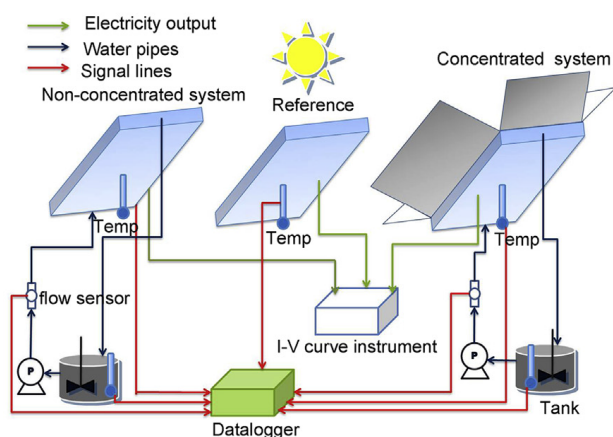 Electricity output
Water pipes
Signal lines
Non-concentrated system
Reference
Concentrated system
Temp
Temp
Temp
flow sensor
I-V curve instrument
P
P
Tank
Datalogger